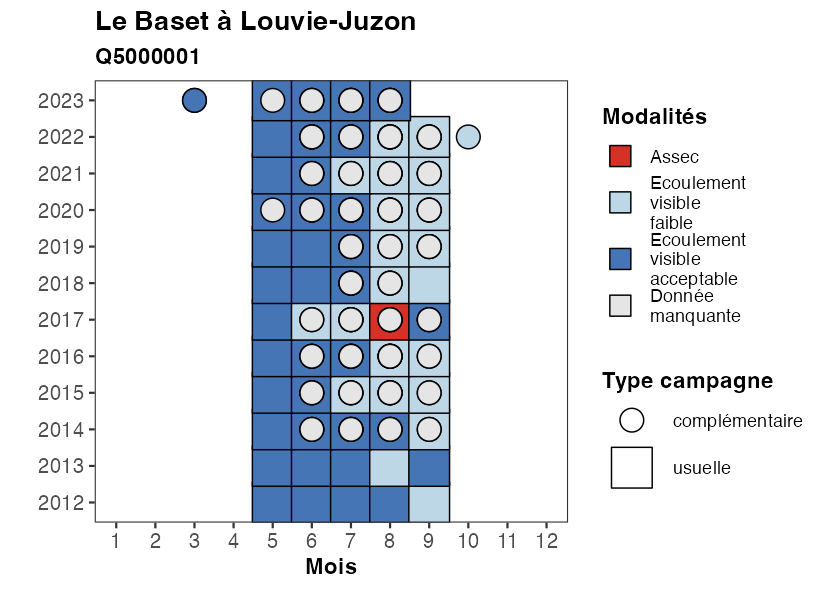 Le Baset à Louvie-Juzon
Q5000001
2023
2022
2021
2020
2019
2018
2017
2016
2015
2014
2013
2012
1 2 3 4 5 6 7 8 9 10 11 12
Mois
Modalités
Assec
Ecoulement
visible
faible
Ecoulement
visible
acceptable
Donnée
manquante
Type campagne
complémentaire
usuelle